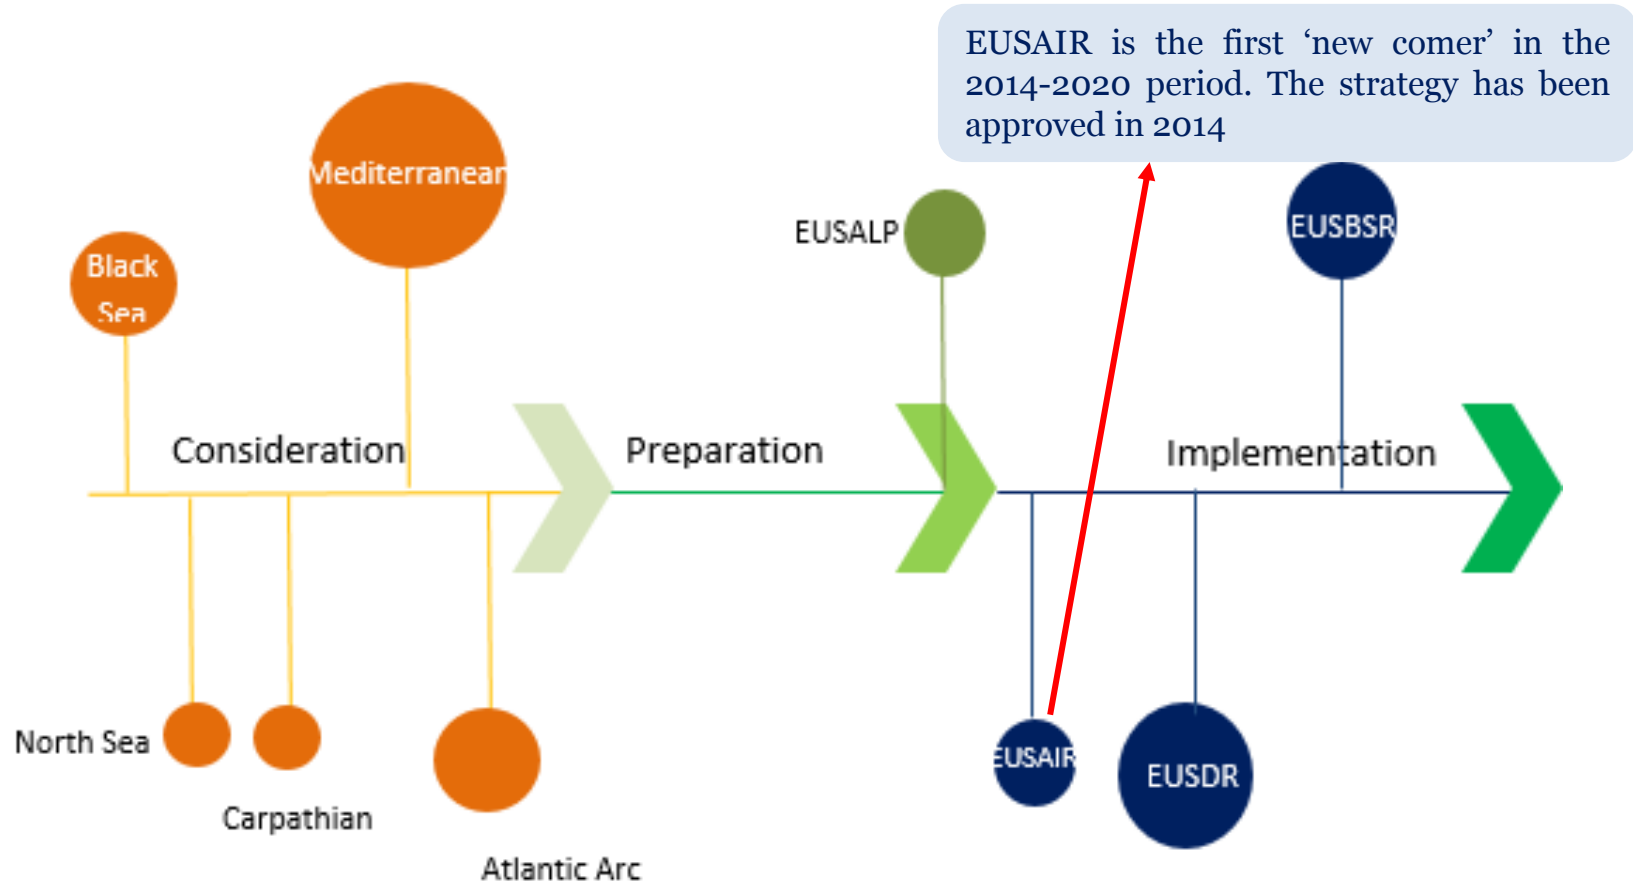 EUSAIR is the first ‘new comer’ in the
2014-2020 period. The strategy has been
approved in 2014
Mediterranean
EUSALP
EUSBSR
Black
Sea
Consideration
Preparation
Implementation
North Sea
EUSAIR
EUSDR
Carpathian
Atlantic Arc